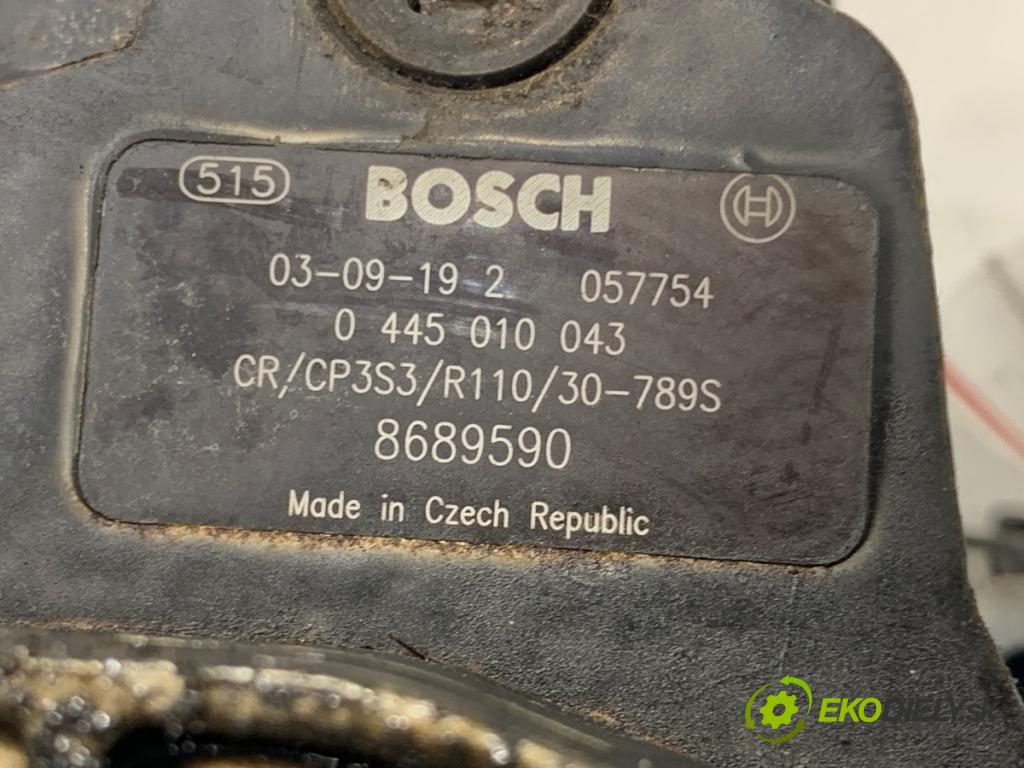 515 BOSCH
03-09-19 2 057754
0 445 010 043
CR/CP3S3/R110/30-789S
8689590
Made in Czech Republic
EKODIELY.SK